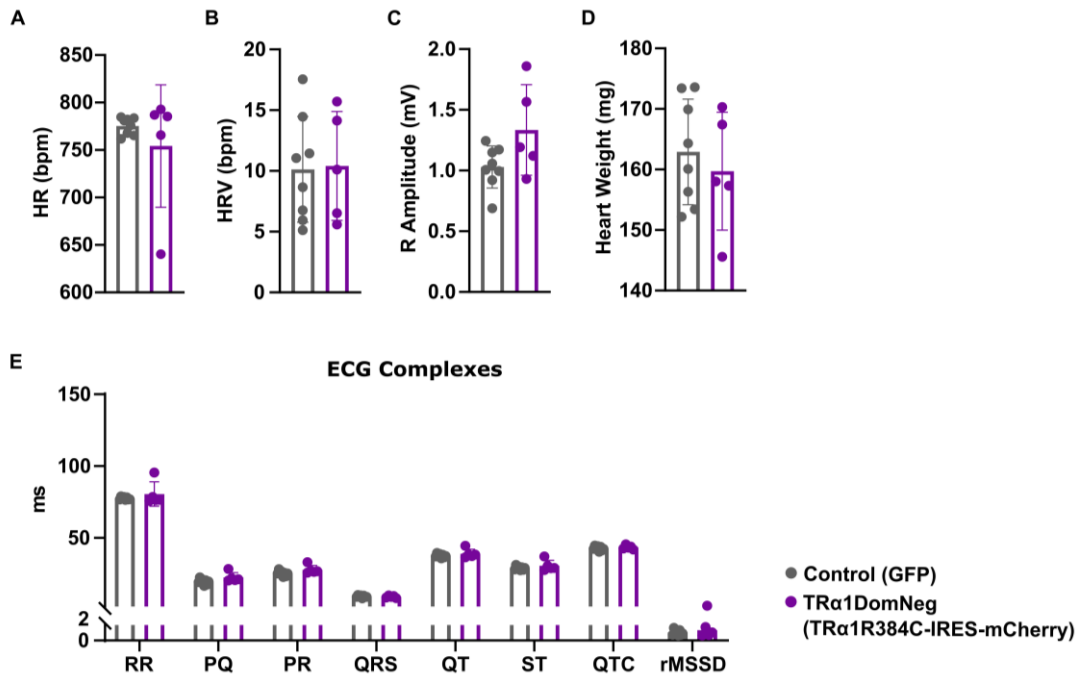 A
HR (bpm)
850
800
750
700
650
600
B
HRV (bpm)
20
15
10
5
0
C
R Amplitude (mV)
2.0
1.5
1.0
0.5
0.0
D
Heart Weight (mg)
180
170
160
150
140
E
ECG Complexes
ms
150
100
50
2
0
RR PQ PR QRS QT ST QTC rMSSD
Control (GFP)
TRα1DomNeg
(TRα1R384C-IRES-mCherry)